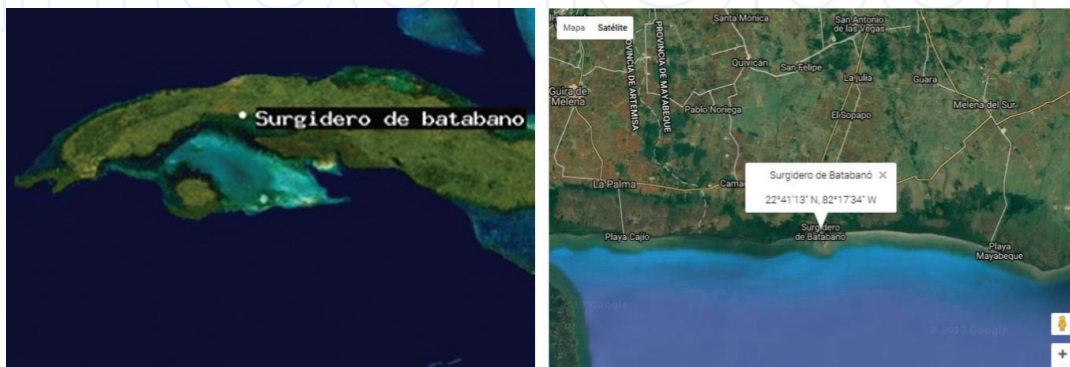 Surgidero de batabano
Mapa Satélite
Santa Mónica
San Antonio
de las Vegas
PROVINCIA DE ARTEMISA
PROVINCIA DE MAYABEQUE
Quivicán
San Felipe
La julia
Guara
Güira de
Melena
Pablo Noriega
Melena del Sur
El Sopapo
Surgidero de Batabanó ×
22°41'13" N, 82°17'34" W
La Palma
Cama
Surgidero
de Batabanó
Playa Cajío
Playa
Mayabeque
Google
© 2017 Google
+